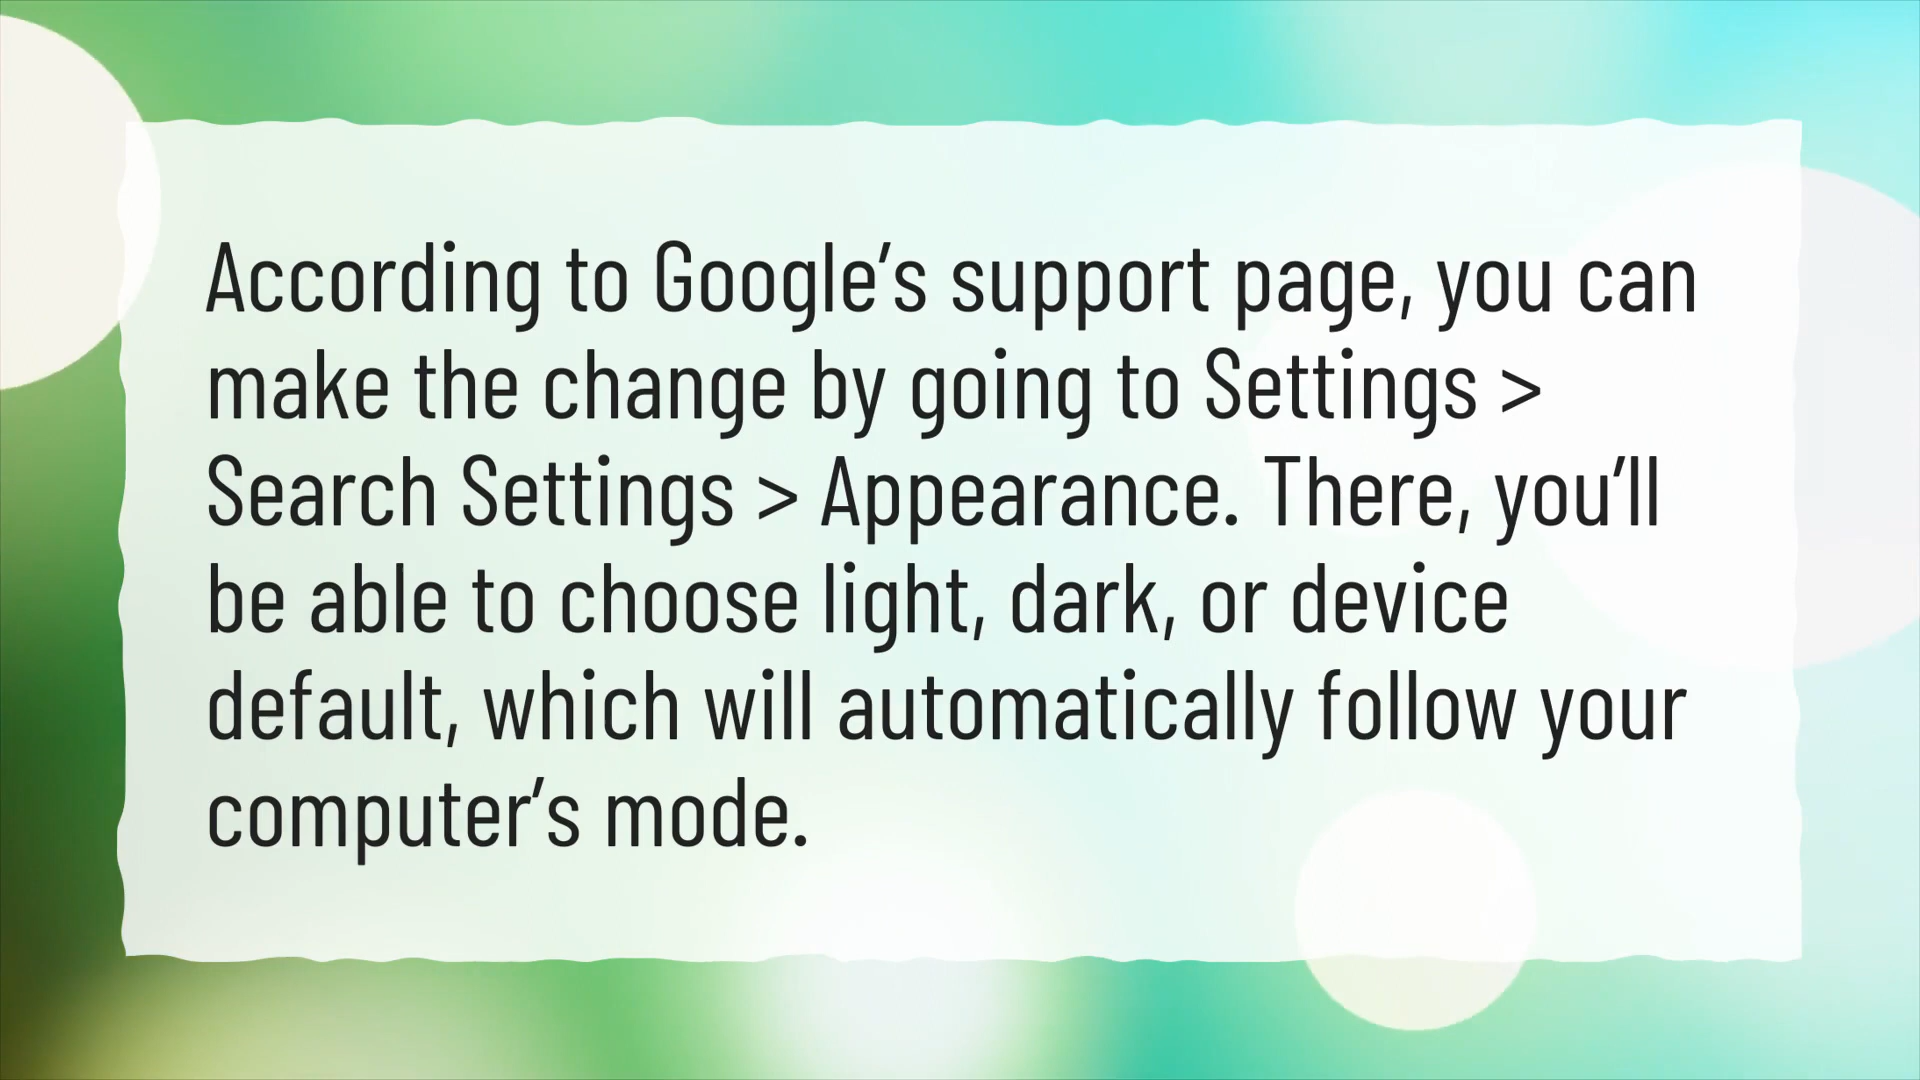 According to Google’s support page, you can
make the change by going to Settings >
Search Settings > Appearance. There, you’ll
be able to choose light, dark, or device
default, which will automatically follow your
computer’s mode.